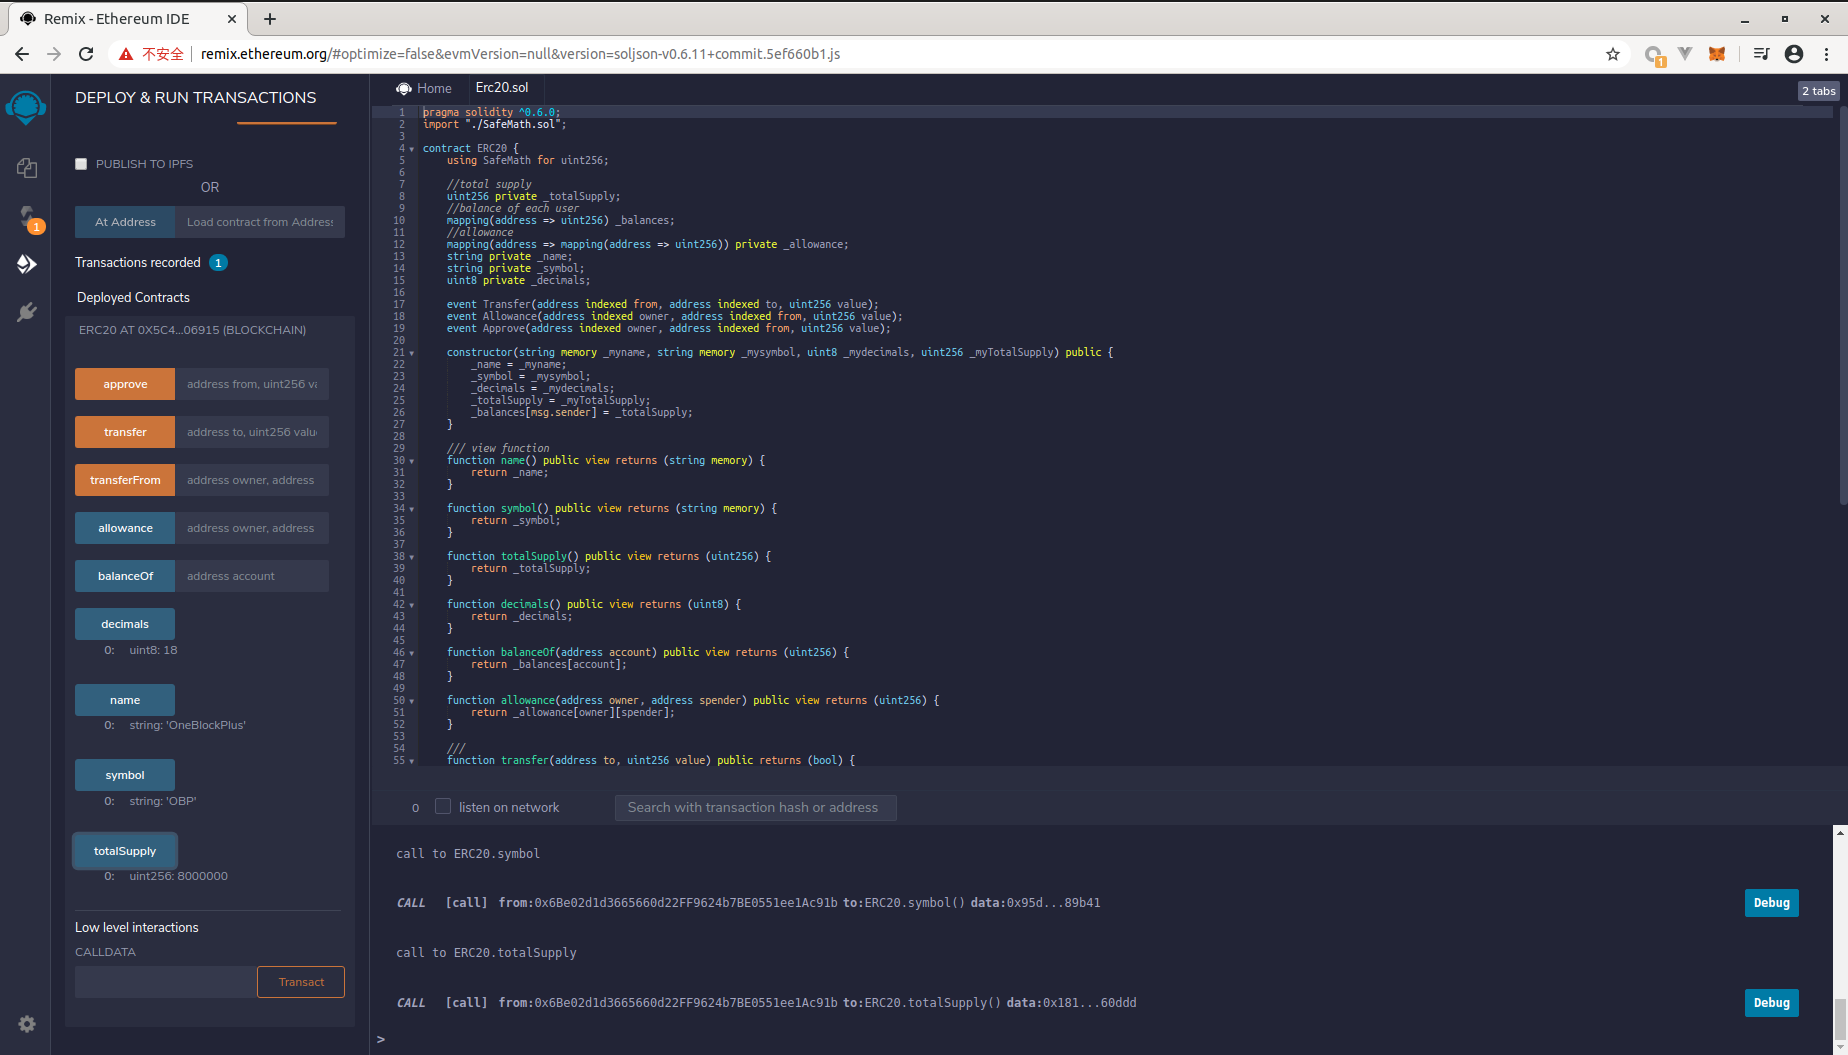 Remix - Ethereum IDE
不安全 remix.ethereum.org/#optimize=false&evmVersion=null&version=soljson-v0.6.11+commit.5ef660b1.js
1
DEPLOY & RUN TRANSACTIONS
PUBLISH TO IPFS
OR
At Address Load contract from Address
1
Transactions recorded 1
Deployed Contracts
ERC20 AT 0X5C4...06915 (BLOCKCHAIN)
approve address from, uint256 va
transfer address to, uint256 valu
transferFrom address owner, address
allowance address owner, address
balanceOf address account
decimals
0: uint8: 18
name
0: string: 'OneBlockPlus'
symbol
0: string: 'OBP'
totalSupply
0: uint256: 8000000
Low level interactions
CALLDATA
Transact
Home Erc20.sol 2 tabs
1 pragma solidity ^0.6.0;
2 import "./SafeMath.sol";
3
4 contract ERC20 {
5 using SafeMath for uint256;
6
7 //total supply
8 uint256 private _totalSupply;
9 //balance of each user
10 mapping(address => uint256) _balances;
11 //allowance
12 mapping(address => mapping(address => uint256)) private _allowance;
13 string private _name;
14 string private _symbol;
15 uint8 private _decimals;
16
17 event Transfer(address indexed from, address indexed to, uint256 value);
18 event Allowance(address indexed owner, address indexed from, uint256 value);
19 event Approve(address indexed owner, address indexed from, uint256 value);
20
21 constructor(string memory _myname, string memory _mysymbol, uint8 _mydecimals, uint256 _myTotalSupply) public {
22 _name = _myname;
23 _symbol = _mysymbol;
24 _decimals = _mydecimals;
25 _totalSupply = _myTotalSupply;
26 _balances[msg.sender] = _totalSupply;
27 }
28
29 /// view function
30 function name() public view returns (string memory) {
31 return _name;
32 }
33
34 function symbol() public view returns (string memory) {
35 return _symbol;
36 }
37
38 function totalSupply() public view returns (uint256) {
39 return _totalSupply;
40 }
41
42 function decimals() public view returns (uint8) {
43 return _decimals;
44 }
45
46 function balanceOf(address account) public view returns (uint256) {
47 return _balances[account];
48 }
49
50 function allowance(address owner, address spender) public view returns (uint256) {
51 return _allowance[owner][spender];
52 }
53
54 ///
55 function transfer(address to, uint256 value) public returns (bool) {
0 listen on network Search with transaction hash or address
call to ERC20.symbol
CALL [call] from:0x6Be02d1d3665660d22FF9624b7BE0551ee1Ac91b to:ERC20.symbol() data:0x95d...89b41 Debug
call to ERC20.totalSupply
CALL [call] from:0x6Be02d1d3665660d22FF9624b7BE0551ee1Ac91b to:ERC20.totalSupply() data:0x181...60ddd Debug
>